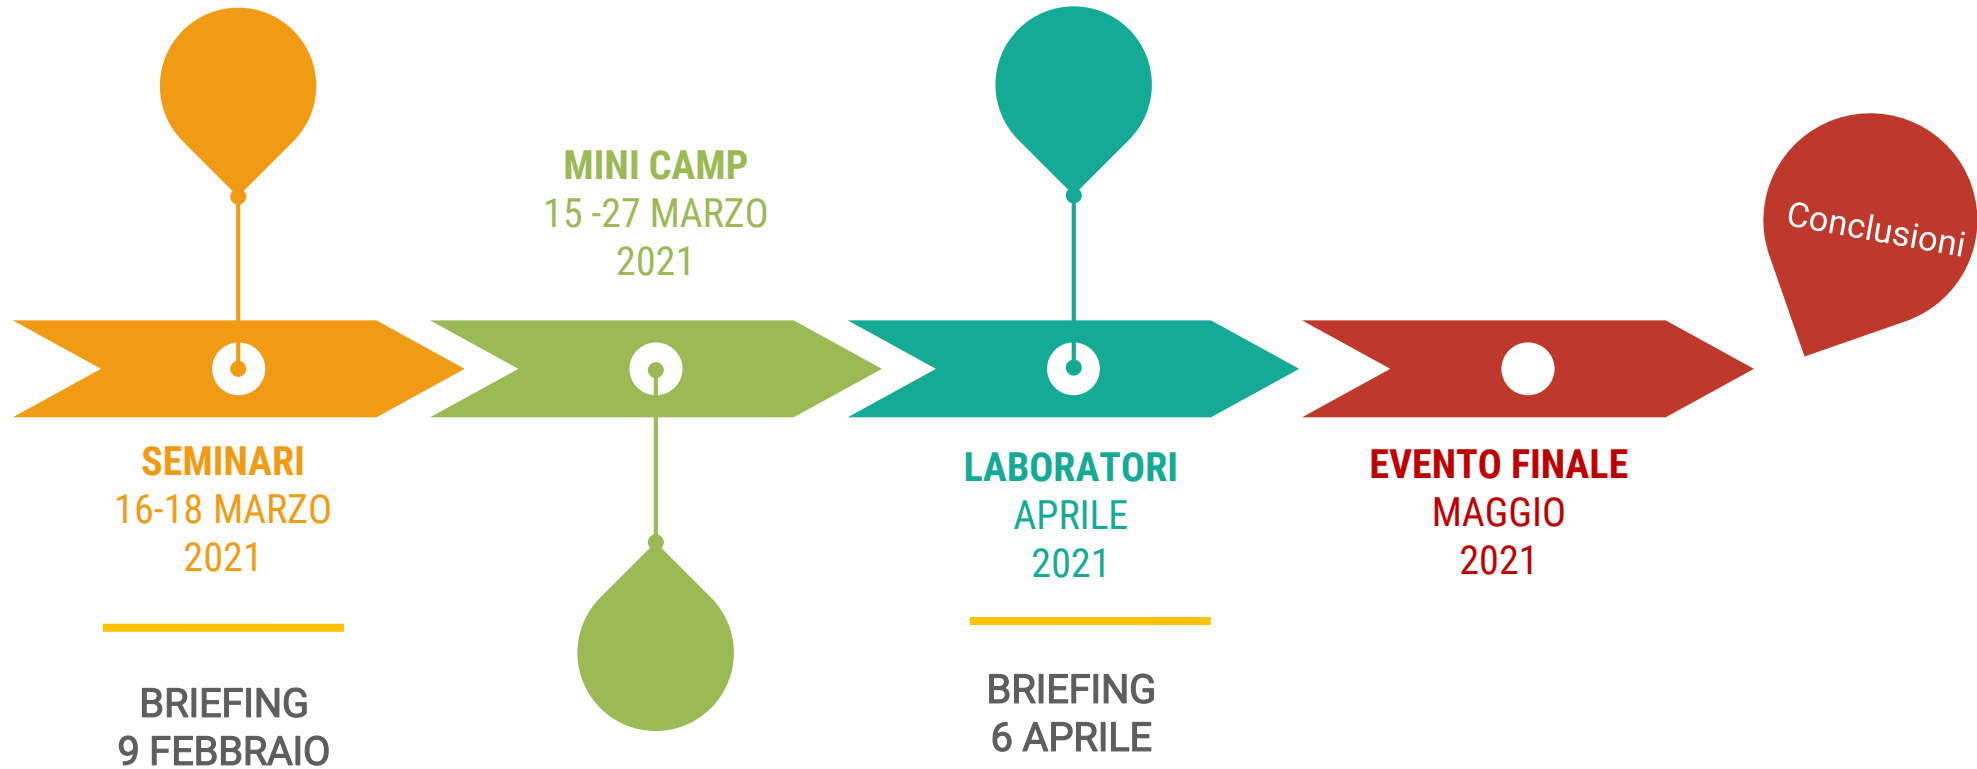 SEMINARI
16-18 MARZO
2021
BRIEFING
9 FEBBRAIO
MINI CAMP
15 -27 MARZO
2021
LABORATORI
APRILE
2021
BRIEFING
6 APRILE
EVENTO FINALE
MAGGIO
2021
Conclusioni